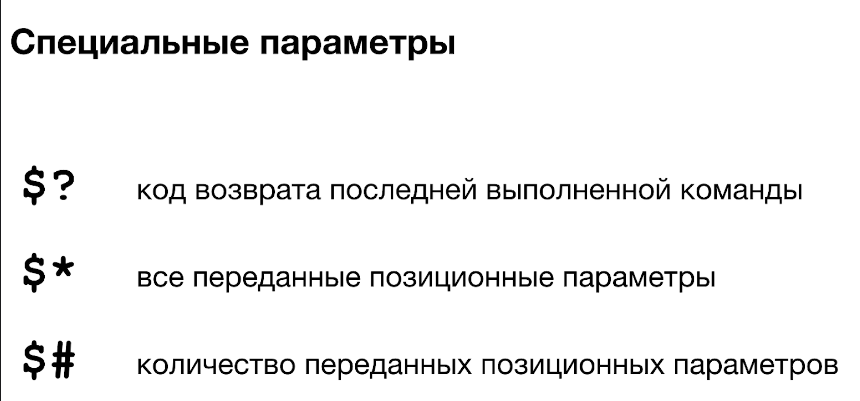 Специальные параметры
$? код возврата последней выполненной команды
$* все переданные позиционные параметры
$# количество переданных позиционных параметров